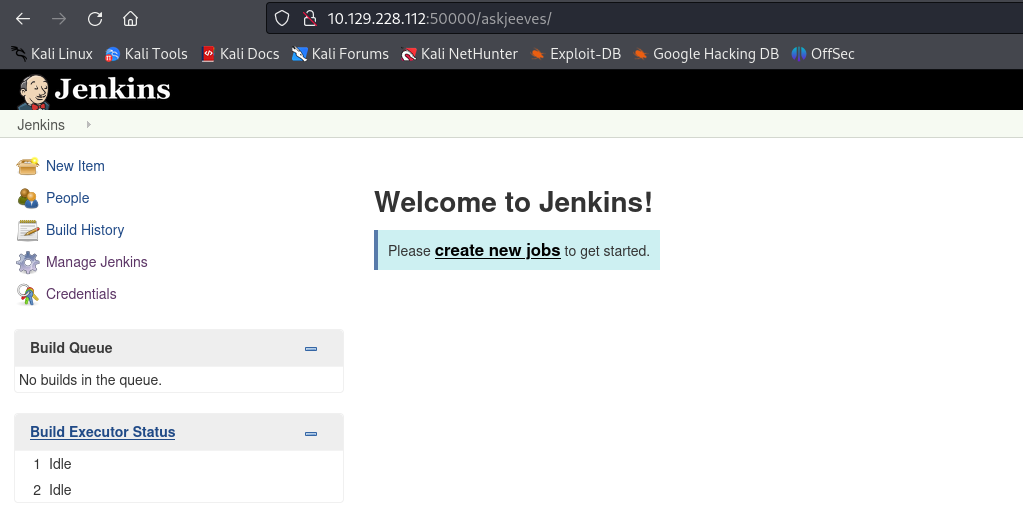 10.129.228.112:50000/askjeeves/
Kali Linux Kali Tools Kali Docs Kali Forums Kali NetHunter Exploit-DB Google Hacking DB OffSec
Jenkins
Jenkins
New Item
People
Build History
Manage Jenkins
Credentials
Welcome to Jenkins!
Please create new jobs to get started.
Build Queue
No builds in the queue.
Build Executor Status
1 Idle
2 Idle